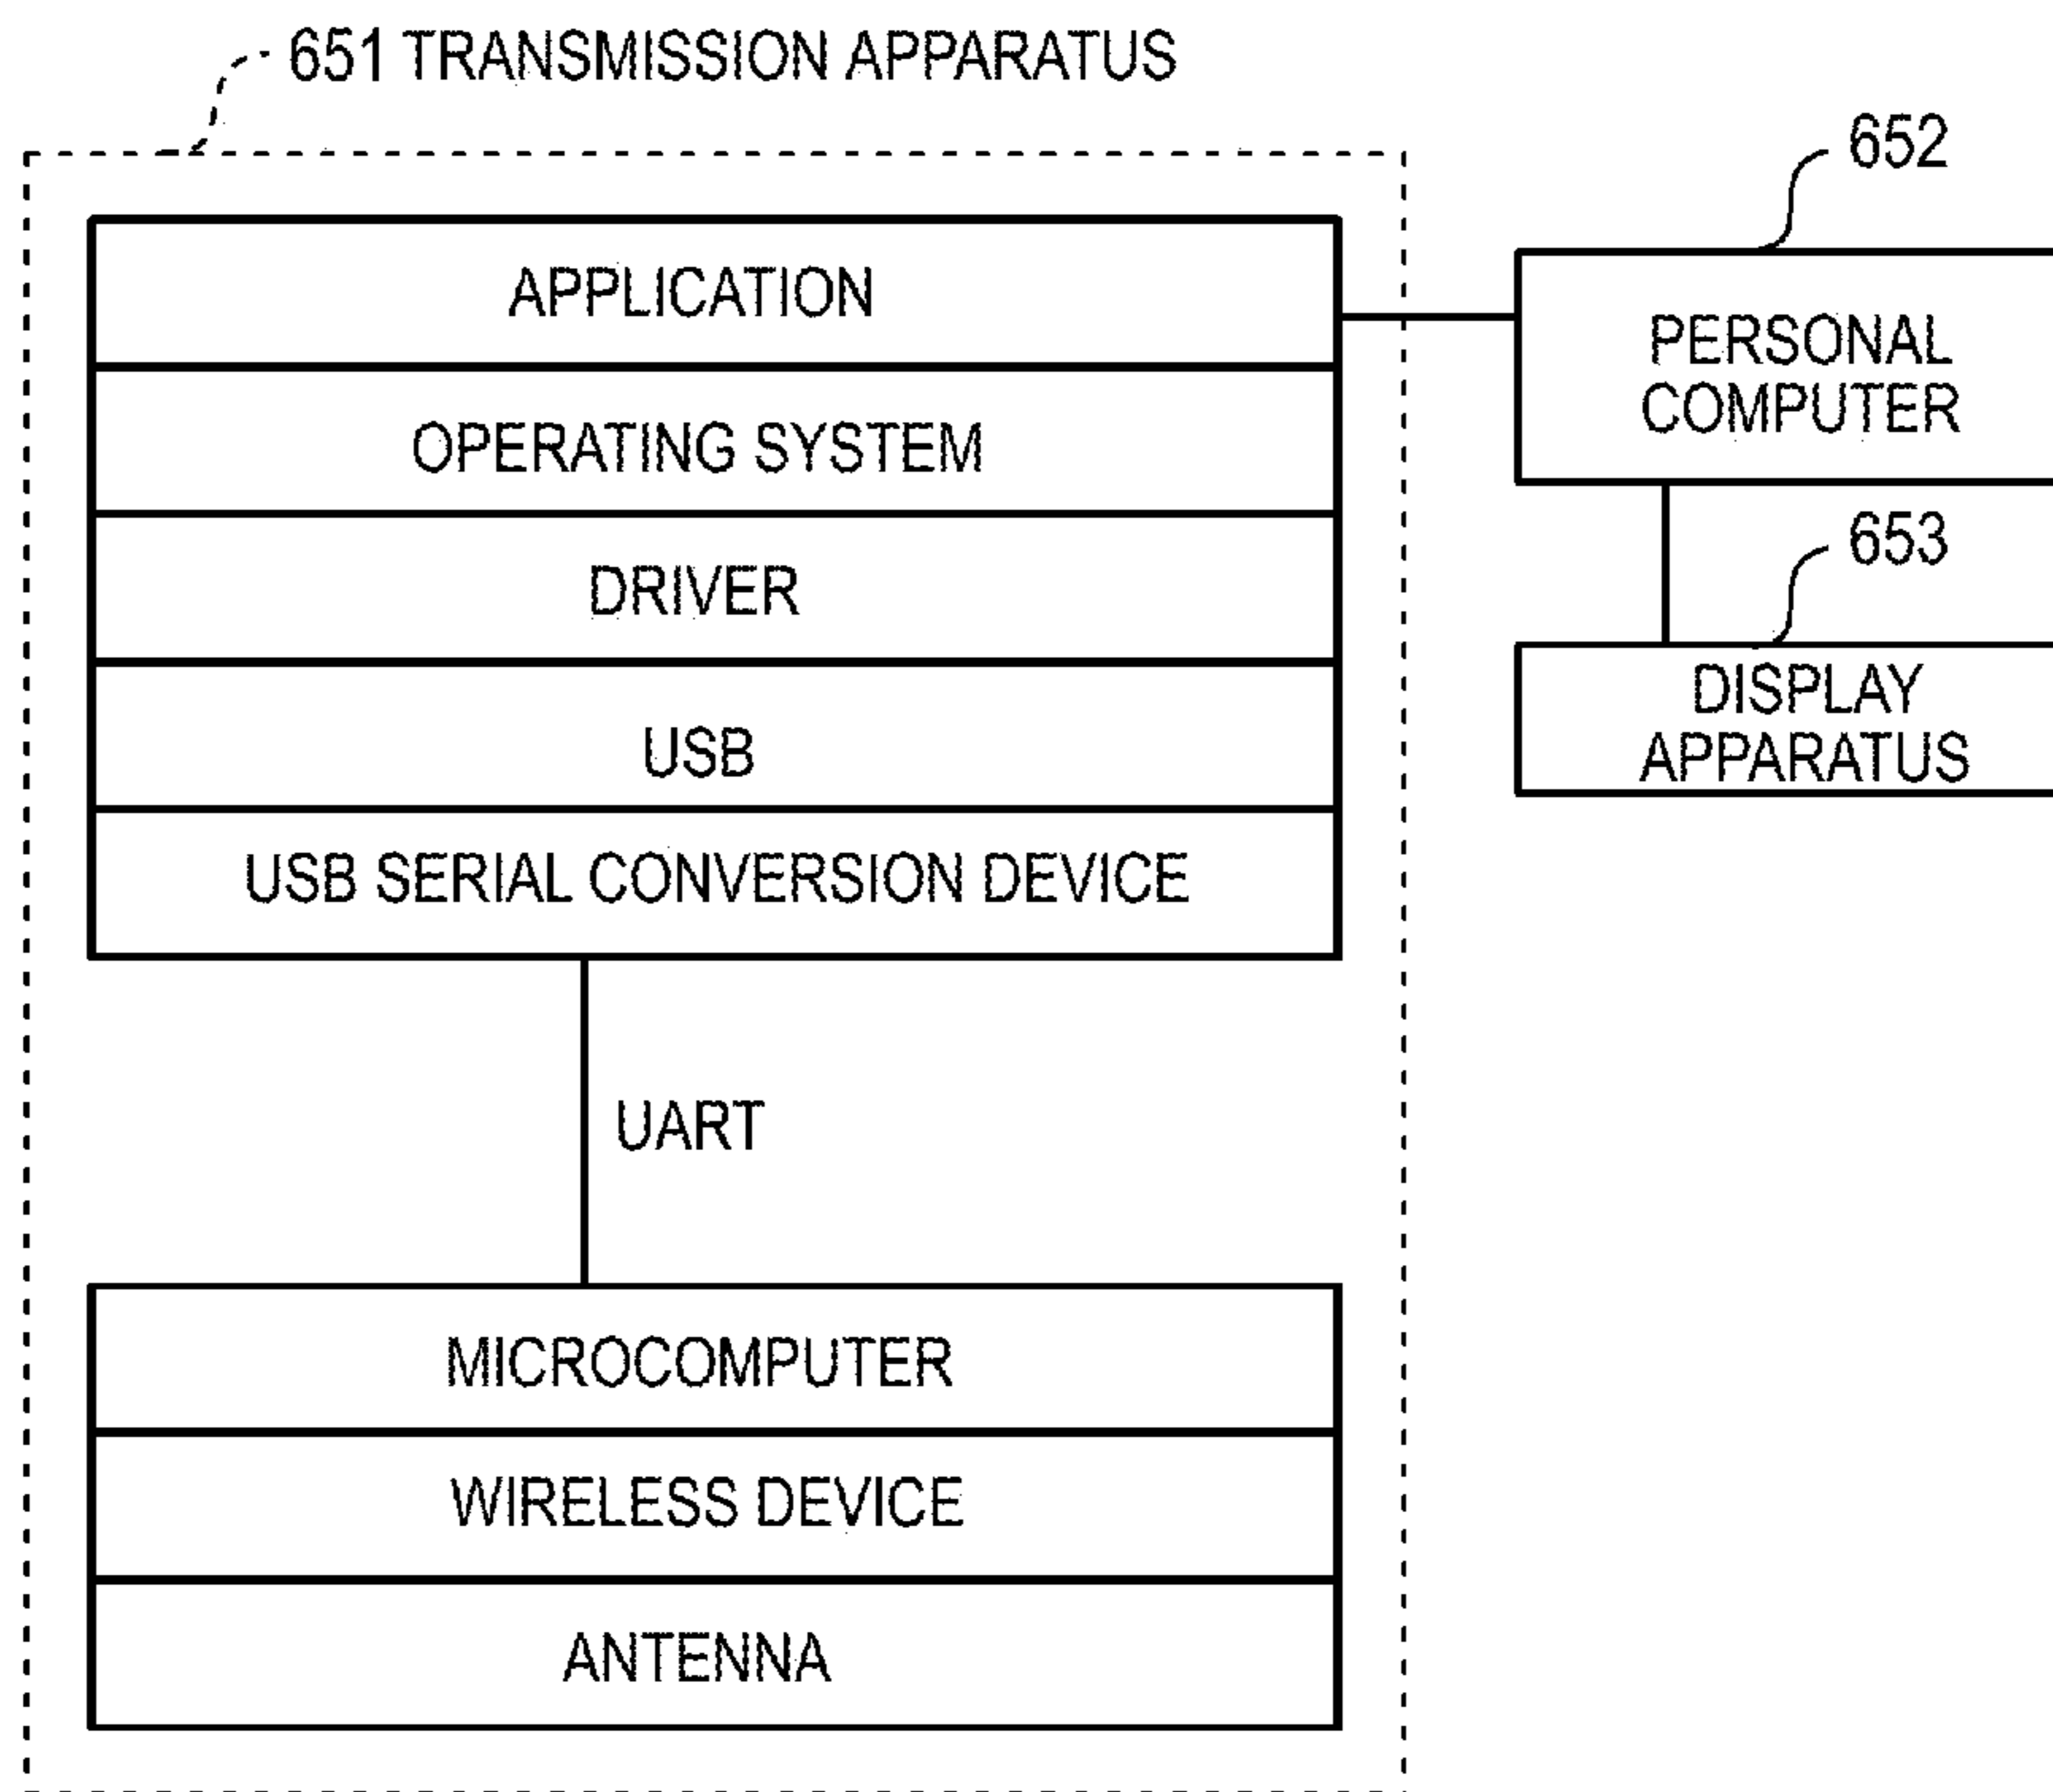 651 TRANSMISSION APPARATUS
652
APPLICATION
PERSONAL
COMPUTER
OPERATING SYSTEM
653
DRIVER
DISPLAY
APPARATUS
USB
USB SERIAL CONVERSION DEVICE
UART
MICROCOMPUTER
WIRELESS DEVICE
ANTENNA